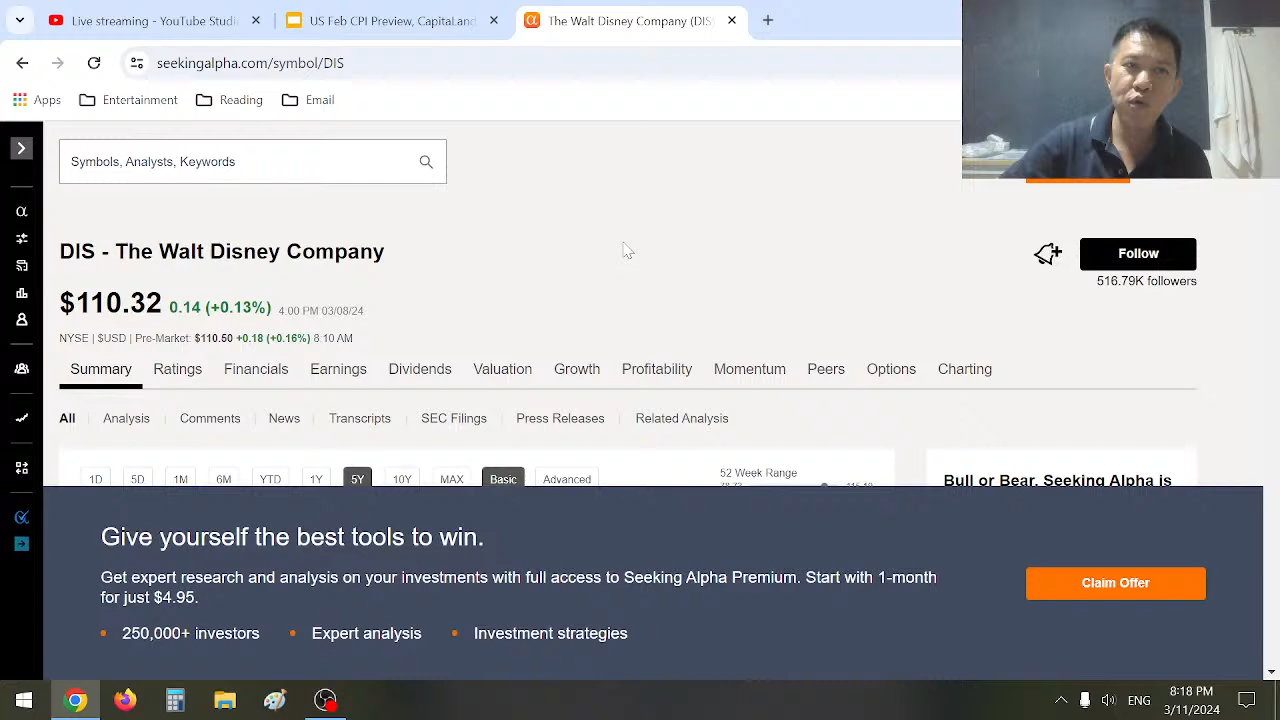 Live streaming - YouTube Studi
US Feb CPI Preview, CapitaLand
The Walt Disney Company (DIS)
seekingalpha.com/symbol/DIS
Apps
Entertainment
Reading
Email
Symbols, Analysts, Keywords
DIS - The Walt Disney Company
Follow
516.79K followers
$110.32 0.14 (+0.13%) 4:00 PM 03/08/24
NYSE | $USD | Pre-Market: $110.50 +0.18 (+0.16%) 8:10 AM
Summary Ratings Financials Earnings Dividends Valuation Growth Profitability Momentum Peers Options Charting
All Analysis Comments News Transcripts SEC Filings Press Releases Related Analysis
1D 5D 1M 6M YTD 1Y 5Y 10Y MAX Basic Advanced
52 Week Range
Bull or Bear, Seeking Alpha is
Give yourself the best tools to win.
Get expert research and analysis on your investments with full access to Seeking Alpha Premium. Start with 1-month
for just $4.95.
Claim Offer
250,000+ investors
Expert analysis
Investment strategies
ENG
8:18 PM
3/11/2024